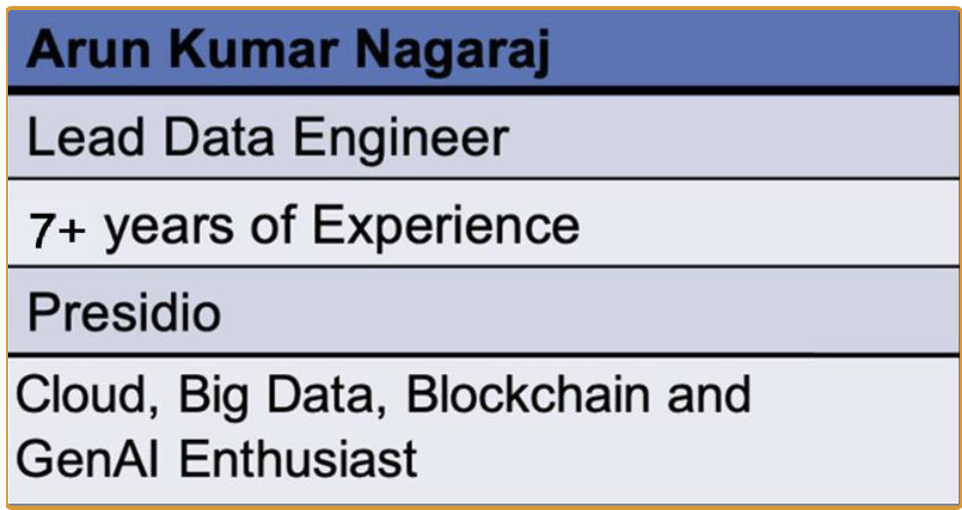 Arun Kumar Nagaraj
Lead Data Engineer
7+ years of Experience
Presidio
Cloud, Big Data, Blockchain and
GenAI Enthusiast